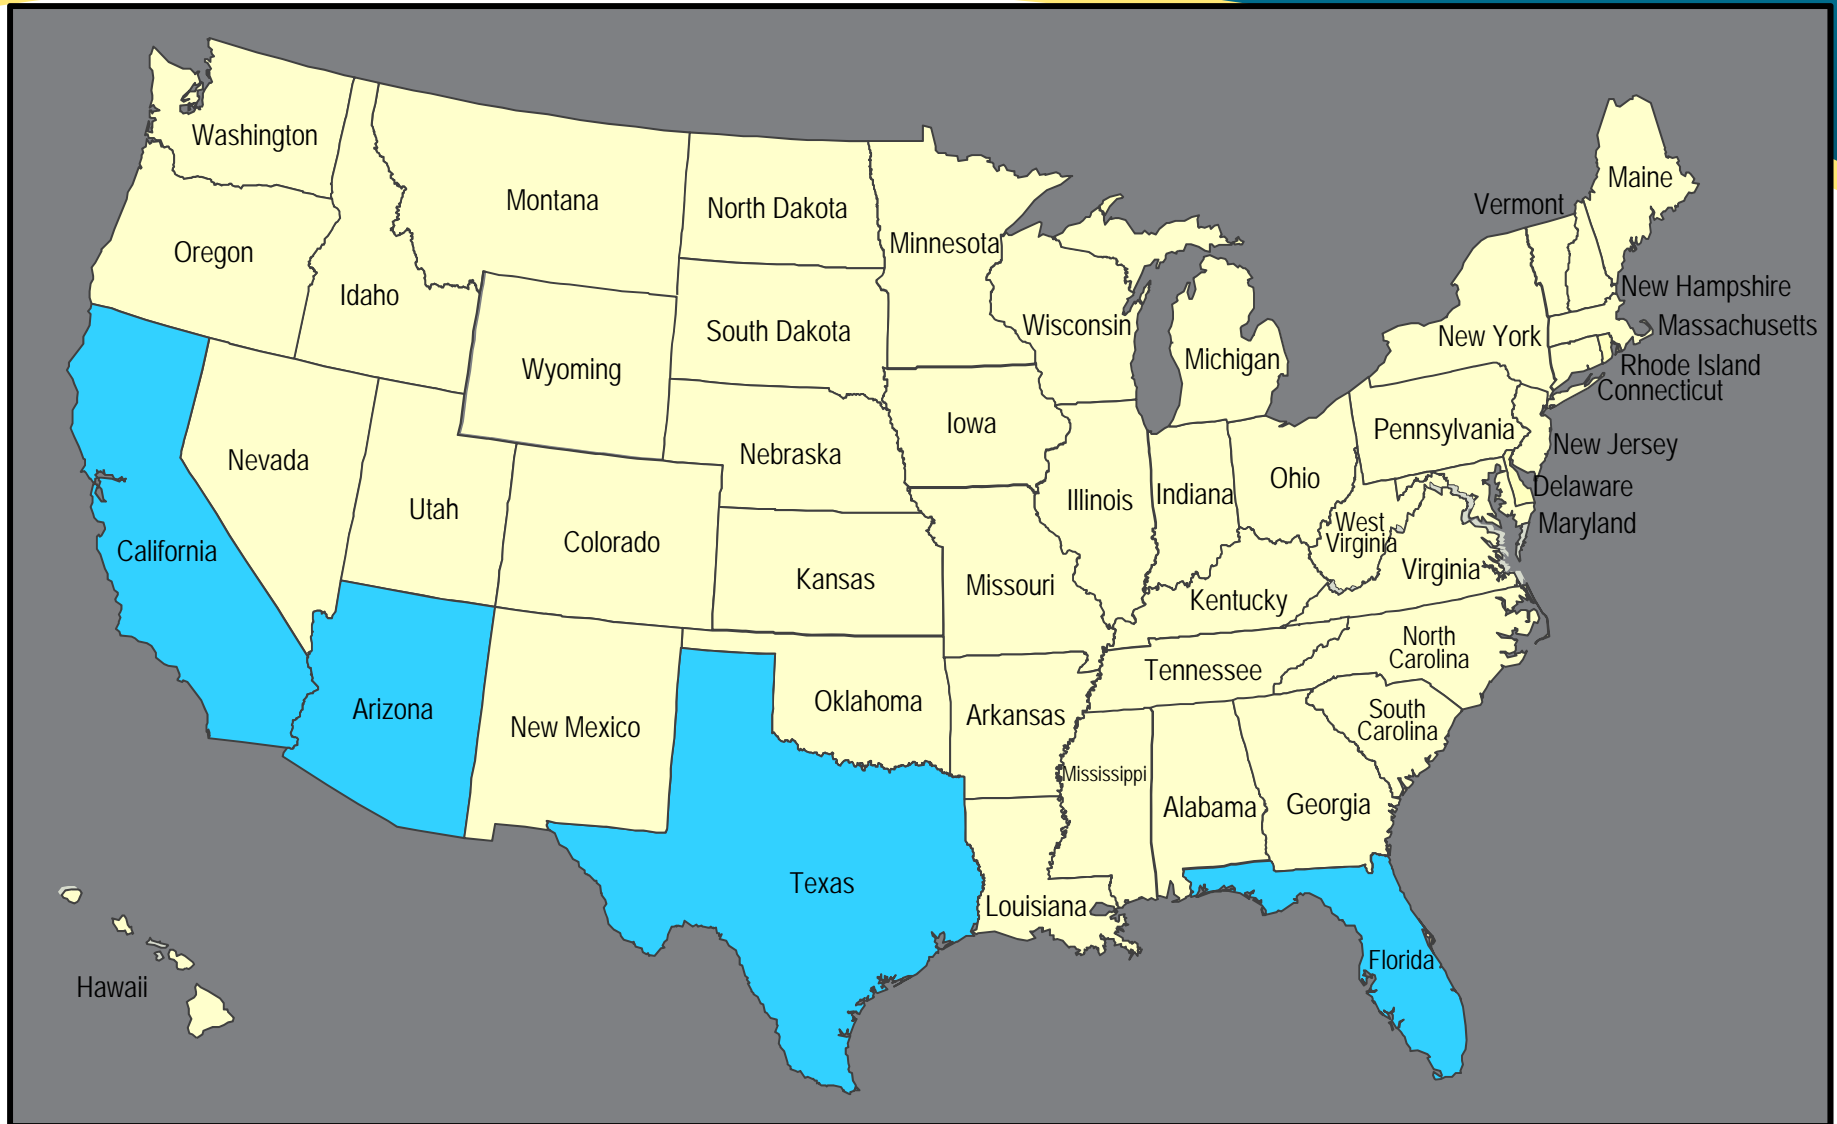 Washington
Montana
North Dakota
Minnesota
Maine
Vermont
Oregon
Idaho
Wyoming
South Dakota
Wisconsin
Michigan
New York
New Hampshire
Massachusetts
Rhode Island
Connecticut
Nevada
Utah
Colorado
Nebraska
Iowa
Illinois
Indiana
Ohio
Pennsylvania
New Jersey
Delaware
Maryland
West
Virginia
Virginia
California
Kansas
Missouri
Kentucky
North
Carolina
Tennessee
South
Carolina
Arizona
New Mexico
Oklahoma
Arkansas
Mississippi
Alabama
Georgia
Texas
Louisiana
Florida
Hawaii